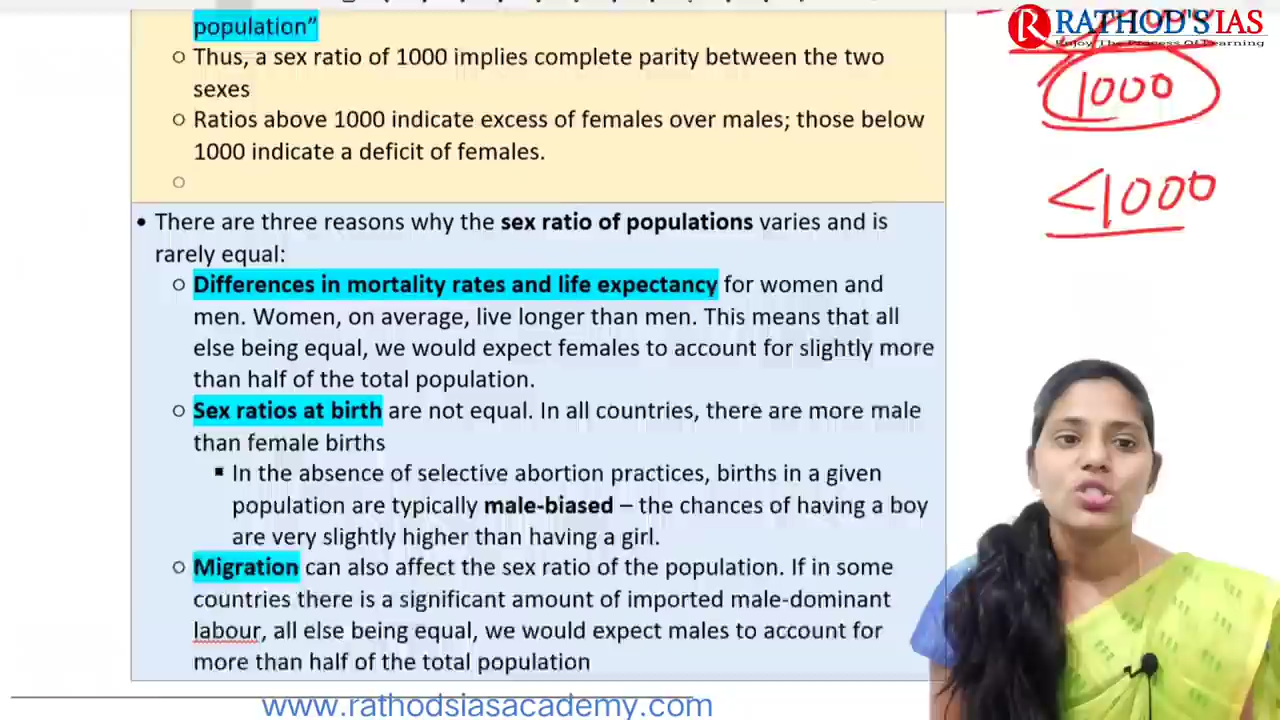 population”
○ Thus, a sex ratio of 1000 implies complete parity between the two
sexes
○ Ratios above 1000 indicate excess of females over males; those below
1000 indicate a deficit of females.
○
• There are three reasons why the sex ratio of populations varies and is
rarely equal:
○ Differences in mortality rates and life expectancy for women and
men. Women, on average, live longer than men. This means that all
else being equal, we would expect females to account for slightly more
than half of the total population.
○ Sex ratios at birth are not equal. In all countries, there are more male
than female births
▪ In the absence of selective abortion practices, births in a given
population are typically male-biased – the chances of having a boy
are very slightly higher than having a girl.
○ Migration can also affect the sex ratio of the population. If in some
countries there is a significant amount of imported male-dominant
labour, all else being equal, we would expect males to account for
more than half of the total population
www.rathodsiasacademy.com
R RATHOD'S IAS
Enjoy The Process Of Learning
1000
<1000